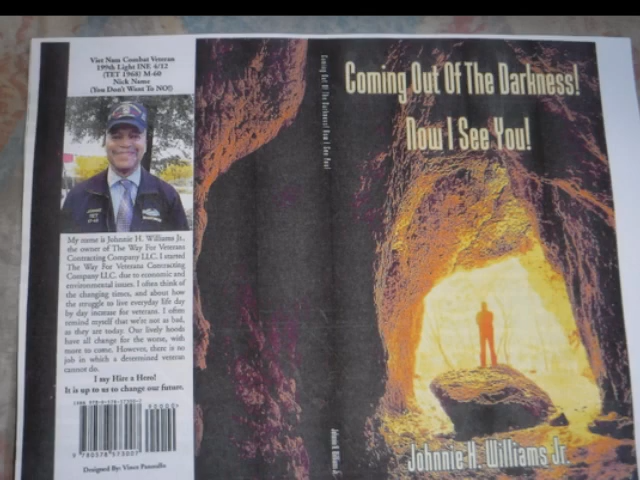 Viet Nam Combat Veteran
199th Light INE 4/12
(TET 1968) M-60
Nick Name
(You Don't Want To NO!)
My name is Johnnie H. Williams Jr.,
the owner of The Way For Veterans
Contracting Company LLC. I started
The Way For Veterans Contracting
Company LLC. due to economic and
environmental issues. I often think of
the changing times, and about how
the struggle to live everyday life day
by day increase for veterans. I often
remind myself that we're not as bad,
as they are today. Our lively hoods
have all change for the worse, with
more to come. However, there is no
job in which a determined veteran
cannot do.
I my Hire a Hero!
It is up to us to change our future.
Designed By: Vince Pannullo
Coming Out Of The Darkness! Now I See You!
Johnnie H. Williams Jr.
Coming Out Of The Darkness!
Now I See You!
Johnnie H. Williams Jr.